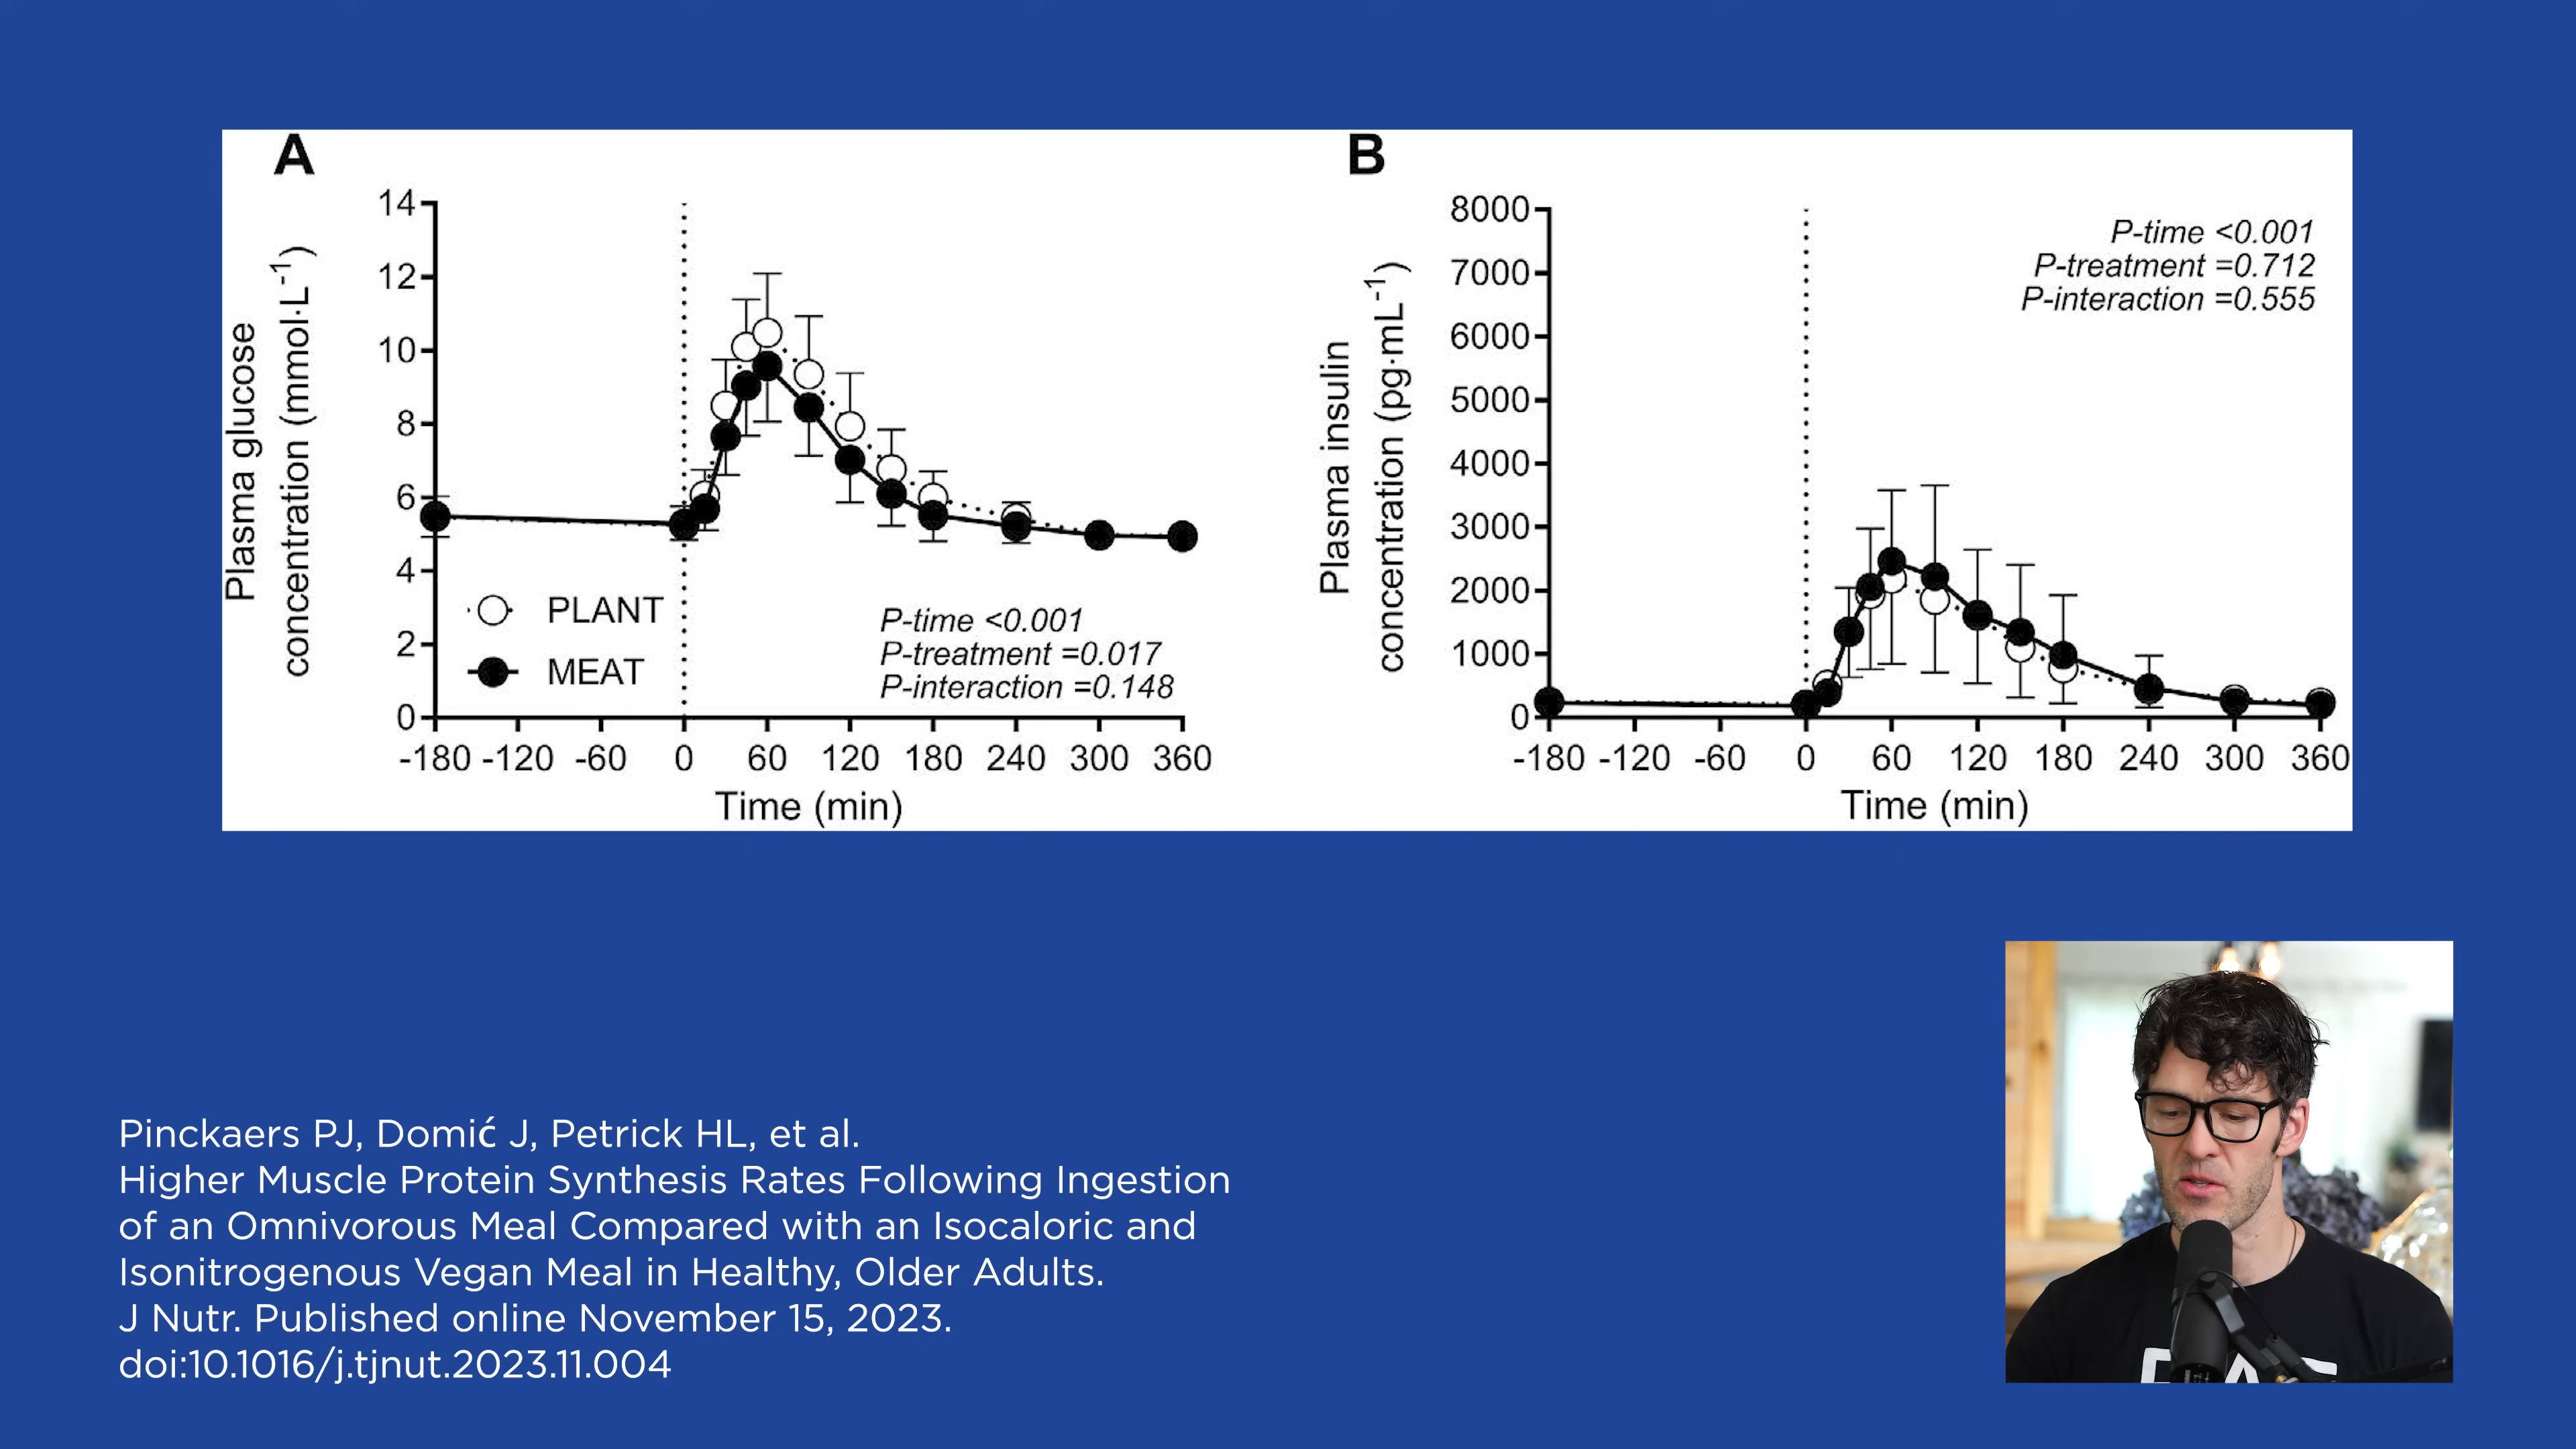 A
Plasma glucose
concentration (mmol·L⁻¹)
14
12
10
8
6
4
2
0
PLANT
MEAT
P-time <0.001
P-treatment =0.017
P-interaction =0.148
-180 -120 -60 0 60 120 180 240 300 360
Time (min)
B
Plasma insulin
concentration (pg·mL⁻¹)
8000
7000
6000
5000
4000
3000
2000
1000
0
P-time <0.001
P-treatment =0.712
P-interaction =0.555
-180 -120 -60 0 60 120 180 240 300 360
Time (min)
Pinckaers PJ, Domić J, Petrick HL, et al.
Higher Muscle Protein Synthesis Rates Following Ingestion
of an Omnivorous Meal Compared with an Isocaloric and
Isonitrogenous Vegan Meal in Healthy, Older Adults.
J Nutr. Published online November 15, 2023.
doi:10.1016/j.tjnut.2023.11.004